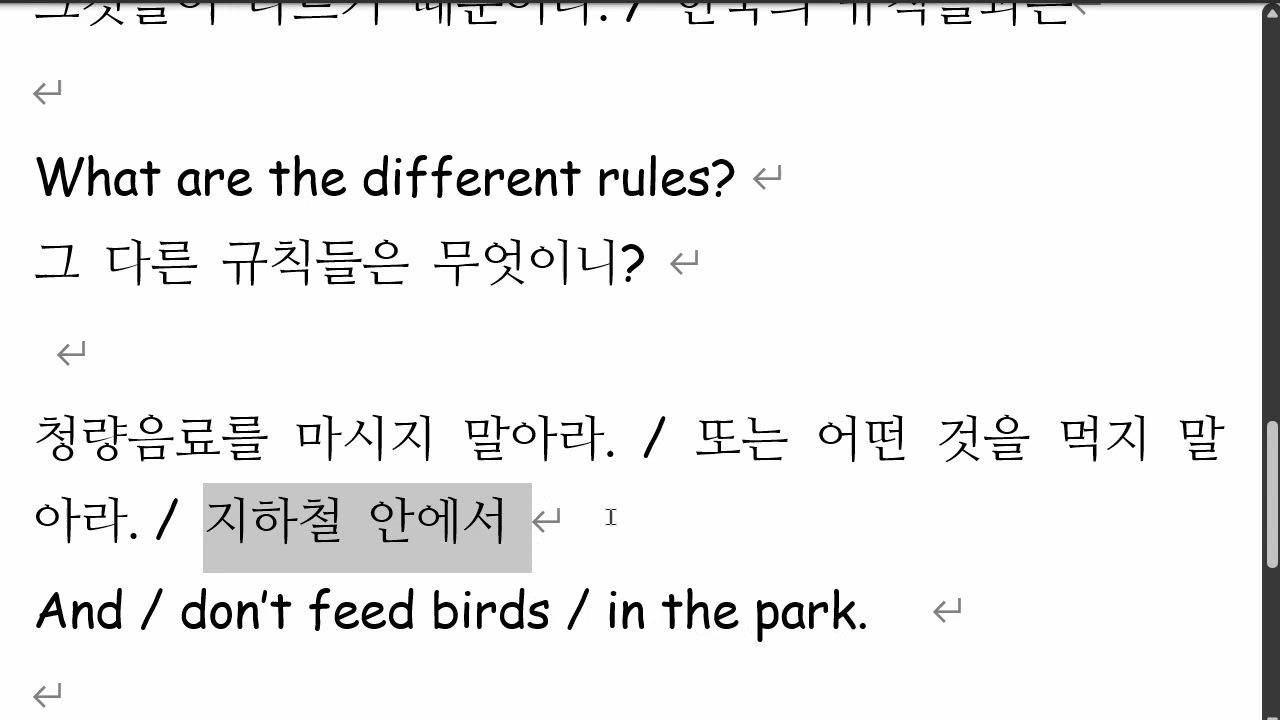 What are the different rules?
그 다른 규칙들은 무엇이니?
청량음료를 마시지 말아라. / 또는 어떤 것을 먹지 말
아라. / 지하철 안에서
And / don't feed birds / in the park.